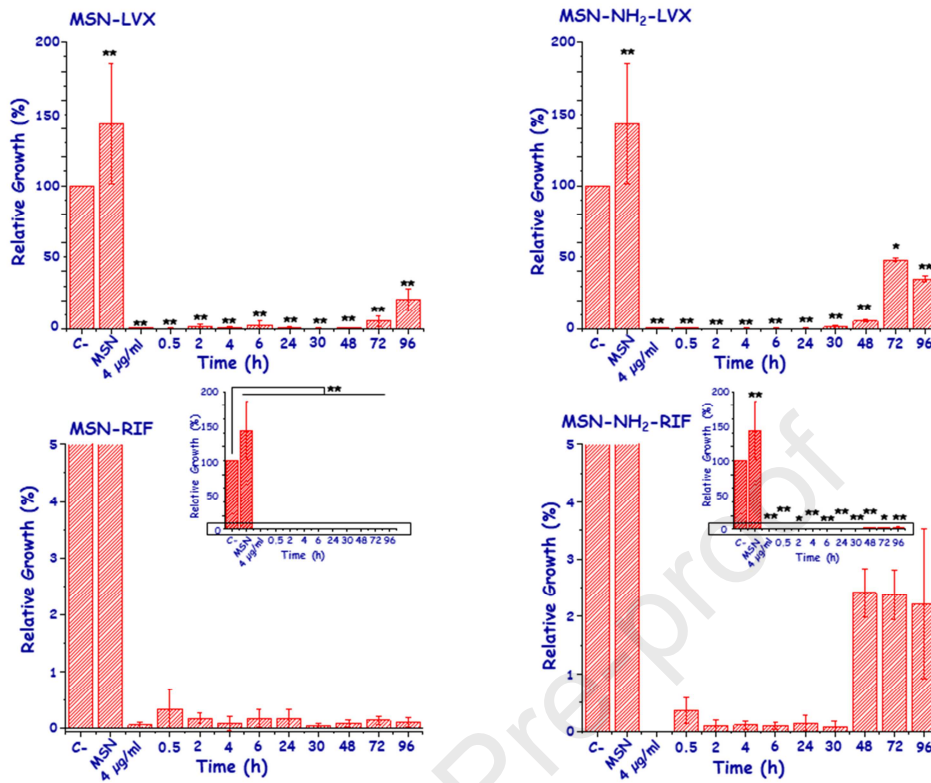 MSN-LVX
Relative Growth (%)
200
150
100
50
0
** ** ** ** ** ** ** ** ** ** **
C- MSN 4 µg/ml 0.5 2 4 6 24 30 48 72 96
Time (h)
MSN-NH₂-LVX
Relative Growth (%)
200
150
100
50
0
** ** ** ** ** ** ** ** ** * **
C- MSN 4 µg/ml 0.5 2 4 6 24 30 48 72 96
Time (h)
MSN-RIF
Relative Growth (%)
5
4
3
2
1
0
C- MSN 4 µg/ml 0.5 2 4 6 24 30 48 72 96
Time (h)
Relative Growth (%)
200
150
100
50
0
**
C- MSN 4 µg/ml 0.5 2 4 6 24 30 48 72 96
Time (h)
MSN-NH₂-RIF
Relative Growth (%)
5
4
3
2
1
0
C- MSN 4 µg/ml 0.5 2 4 6 24 30 48 72 96
Time (h)
Relative Growth (%)
200
150
100
50
0
** ** ** * ** ** ** ** ** * **
C- MSN 4 µg/ml 0.5 2 4 6 24 30 48 72 96
Time (h)
Pre-proof